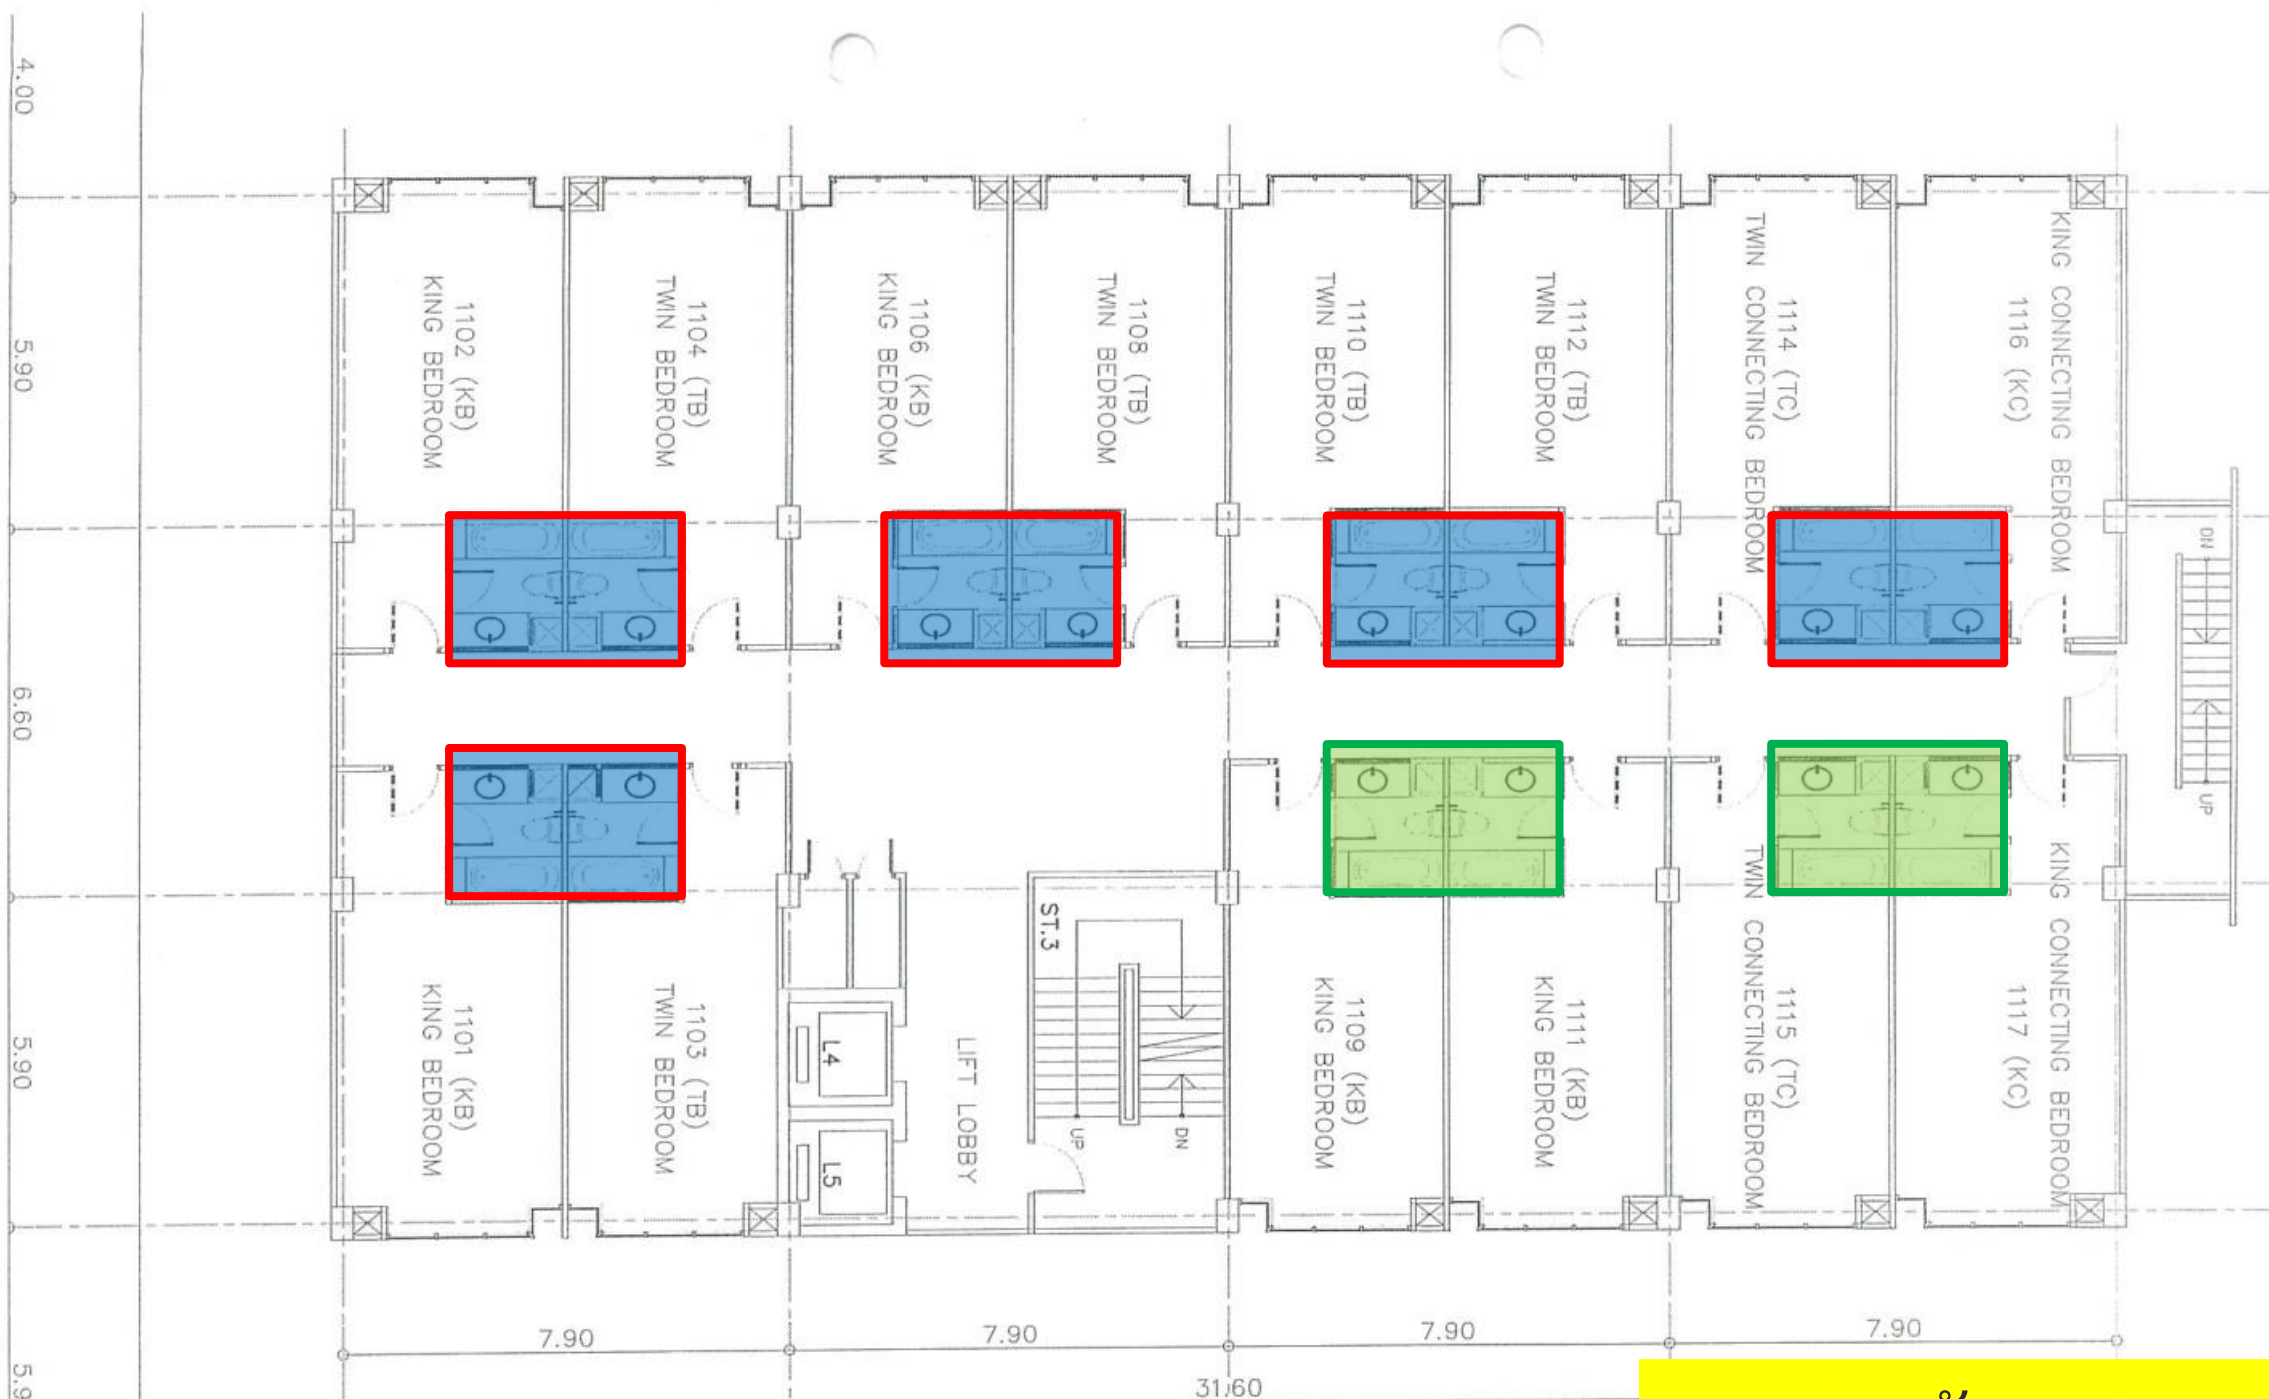 4.00
5.90
6.60
5.90
1102 (KB)
KING BEDROOM
1104 (TB)
TWIN BEDROOM
1106 (KB)
KING BEDROOM
1108 (TB)
TWIN BEDROOM
1110 (TB)
TWIN BEDROOM
1112 (TB)
TWIN BEDROOM
1114 (TC)
TWIN CONNECTING BEDROOM
KING CONNECTING BEDROOM
1116 (KC)
DN
UP
1101 (KB)
KING BEDROOM
1103 (TB)
TWIN BEDROOM
L4
L5
LIFT LOBBY
ST.3
UP
DN
1109 (KB)
KING BEDROOM
1111 (KB)
KING BEDROOM
1115 (TC)
TWIN CONNECTING BEDROOM
KING CONNECTING BEDROOM
1117 (KC)
7.90
7.90
7.90
7.90
31.60